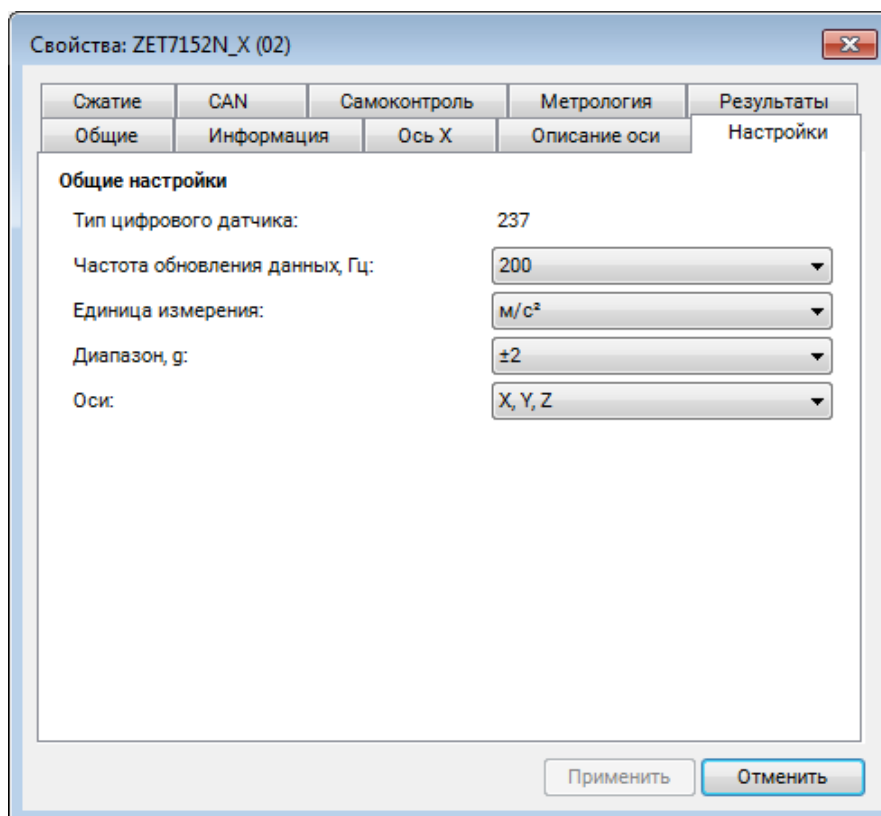 Свойства: ZET7152N_X (02)
Сжатие CAN Самоконтроль Метрология Результаты
Общие Информация Ось X Описание оси Настройки
Общие настройки
Тип цифрового датчика: 237
Частота обновления данных, Гц: 200
Единица измерения: м/с²
Диапазон, g: ±2
Оси: X, Y, Z
Применить Отменить